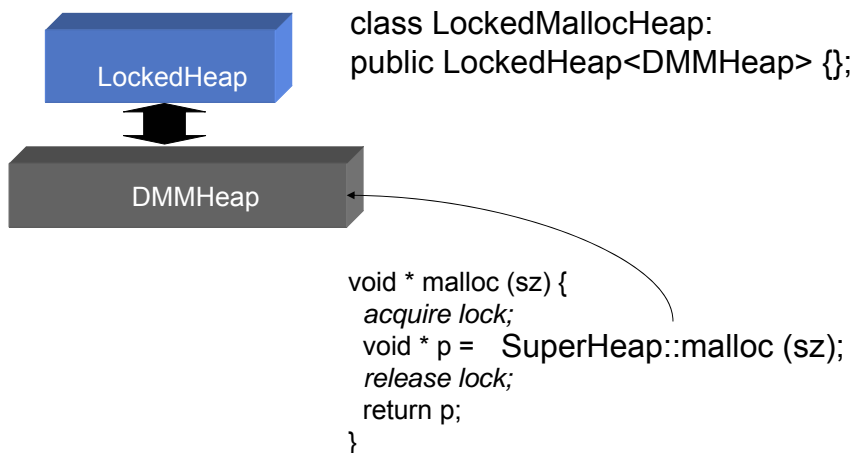 class LockedMallocHeap:
public LockedHeap<DMMHeap> {};
LockedHeap
DMMHeap
void * malloc (sz) {
acquire lock;
void * p = SuperHeap::malloc (sz);
release lock;
return p;
}